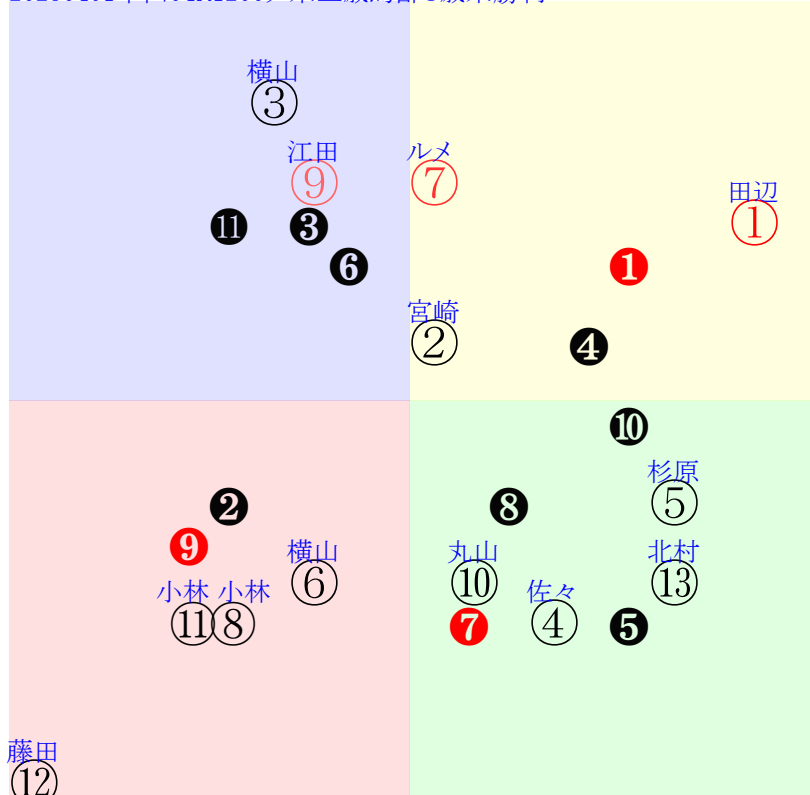 横山
③
江田 ルメ
⑨ ⑦
田辺
①
⓫ ❸
❻ ❶
宮崎
② ❹
❿
杉原
❷ ❽ ⑤
❾
横山 丸山 北村
⑥ ⑩ ⑬
小林 小林 佐々
⑪ ⑧ ❼ ④ ❺
藤田
⑫